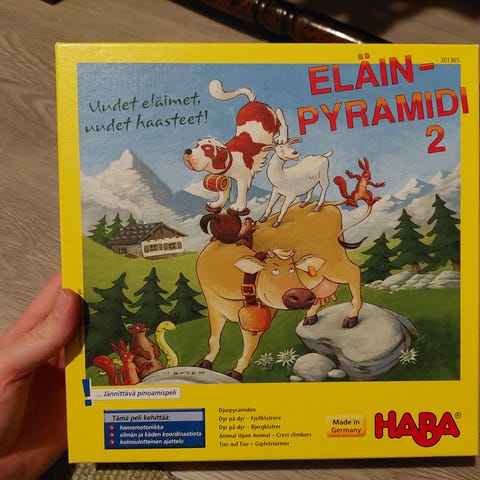 301365
ELÄIN-
PYRAMIDI
2
Uudet eläimet,
uudet haasteet!
M. BATEM
! ... Jännittävä pinoamispeli
Tämä peli kehittää:
hienomotoriikka
silmän ja käden koordinaatiota
kolmiulotteinen ajattelu
Djurpyramiden
Dyr på dyr – Fjellklatrere
Dyr på dyr – Bjergklatrer
Animal Upon Animal – Crest climbers
Tier auf Tier – Gipfelstürmer
Made in
Germany
HABA®